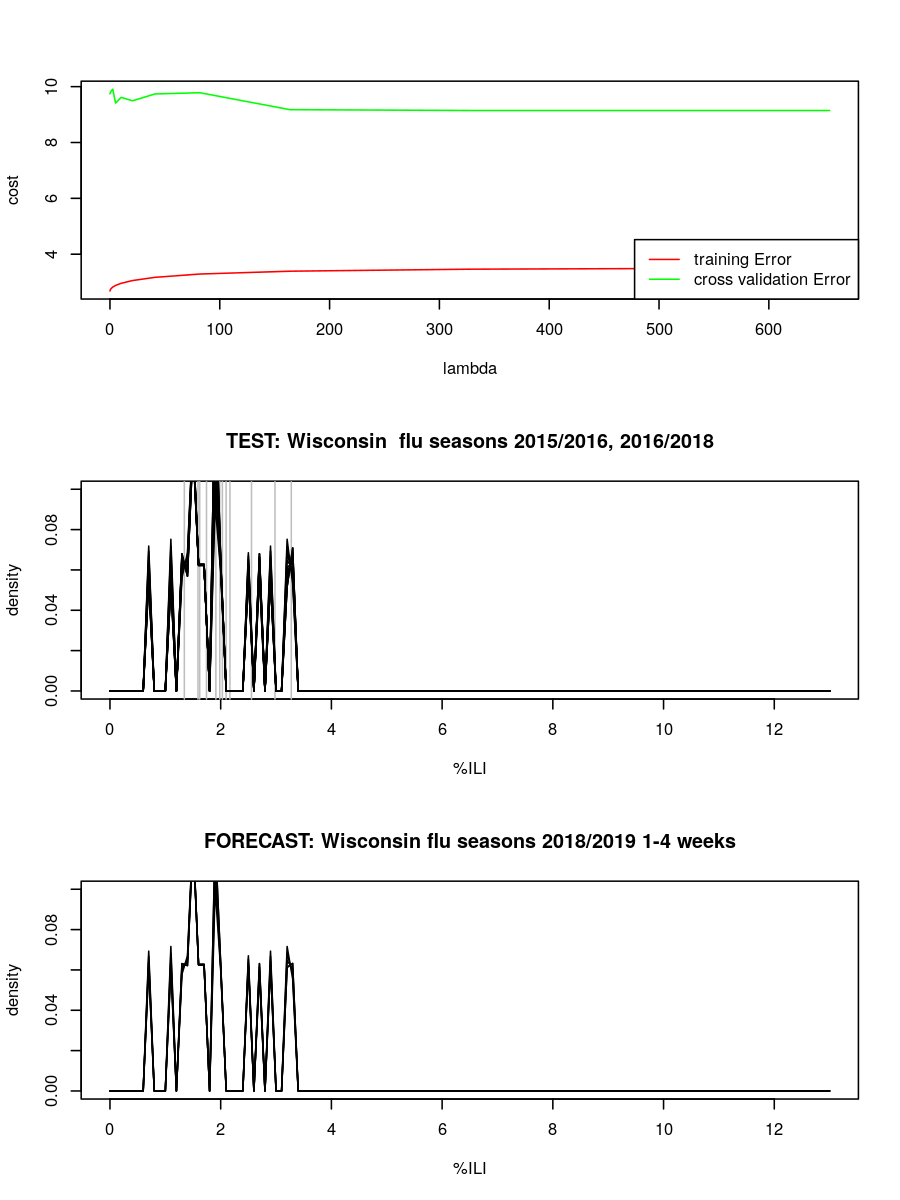 10
8
6
4
cost
training Error
cross validation Error
0 100 200 300 400 500 600
lambda
TEST: Wisconsin  flu seasons 2015/2016, 2016/2018
0.08
0.04
0.00
density
0 2 4 6 8 10 12
%ILI
FORECAST: Wisconsin flu seasons 2018/2019 1-4 weeks
0.08
0.04
0.00
density
0 2 4 6 8 10 12
%ILI